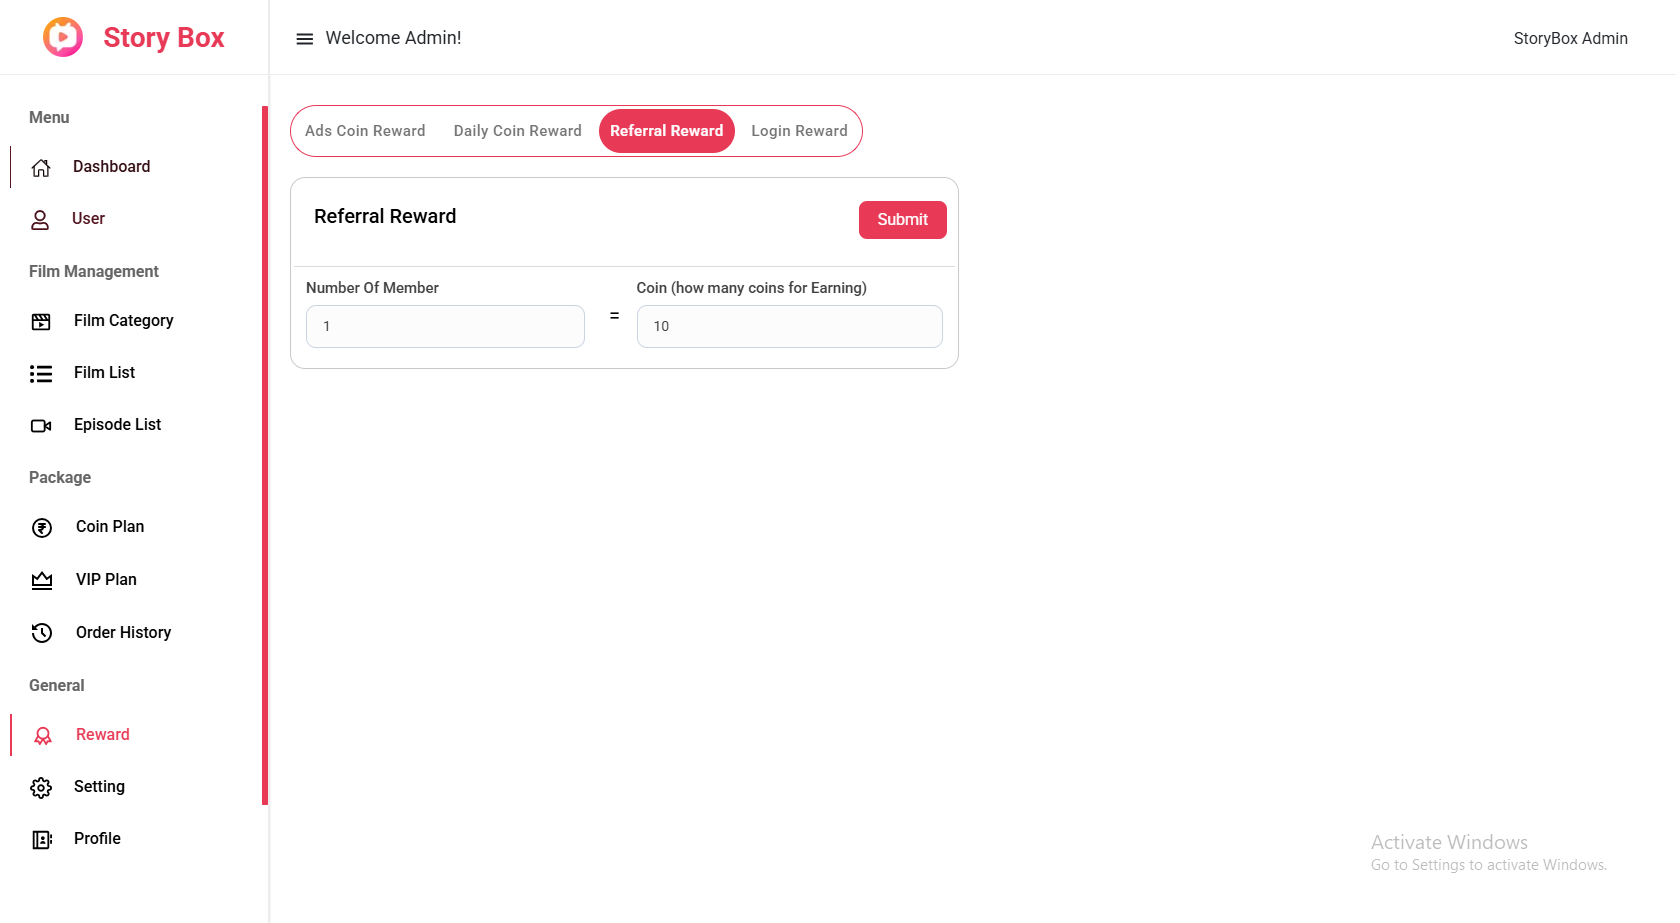 Story Box
Welcome Admin!
StoryBox Admin
Menu
Dashboard
User
Film Management
Film Category
Film List
Episode List
Package
Coin Plan
VIP Plan
Order History
General
Reward
Setting
Profile
Ads Coin Reward
Daily Coin Reward
Referral Reward
Login Reward
Referral Reward
Submit
Number Of Member
1
=
Coin (how many coins for Earning)
10
Activate Windows
Go to Settings to activate Windows.